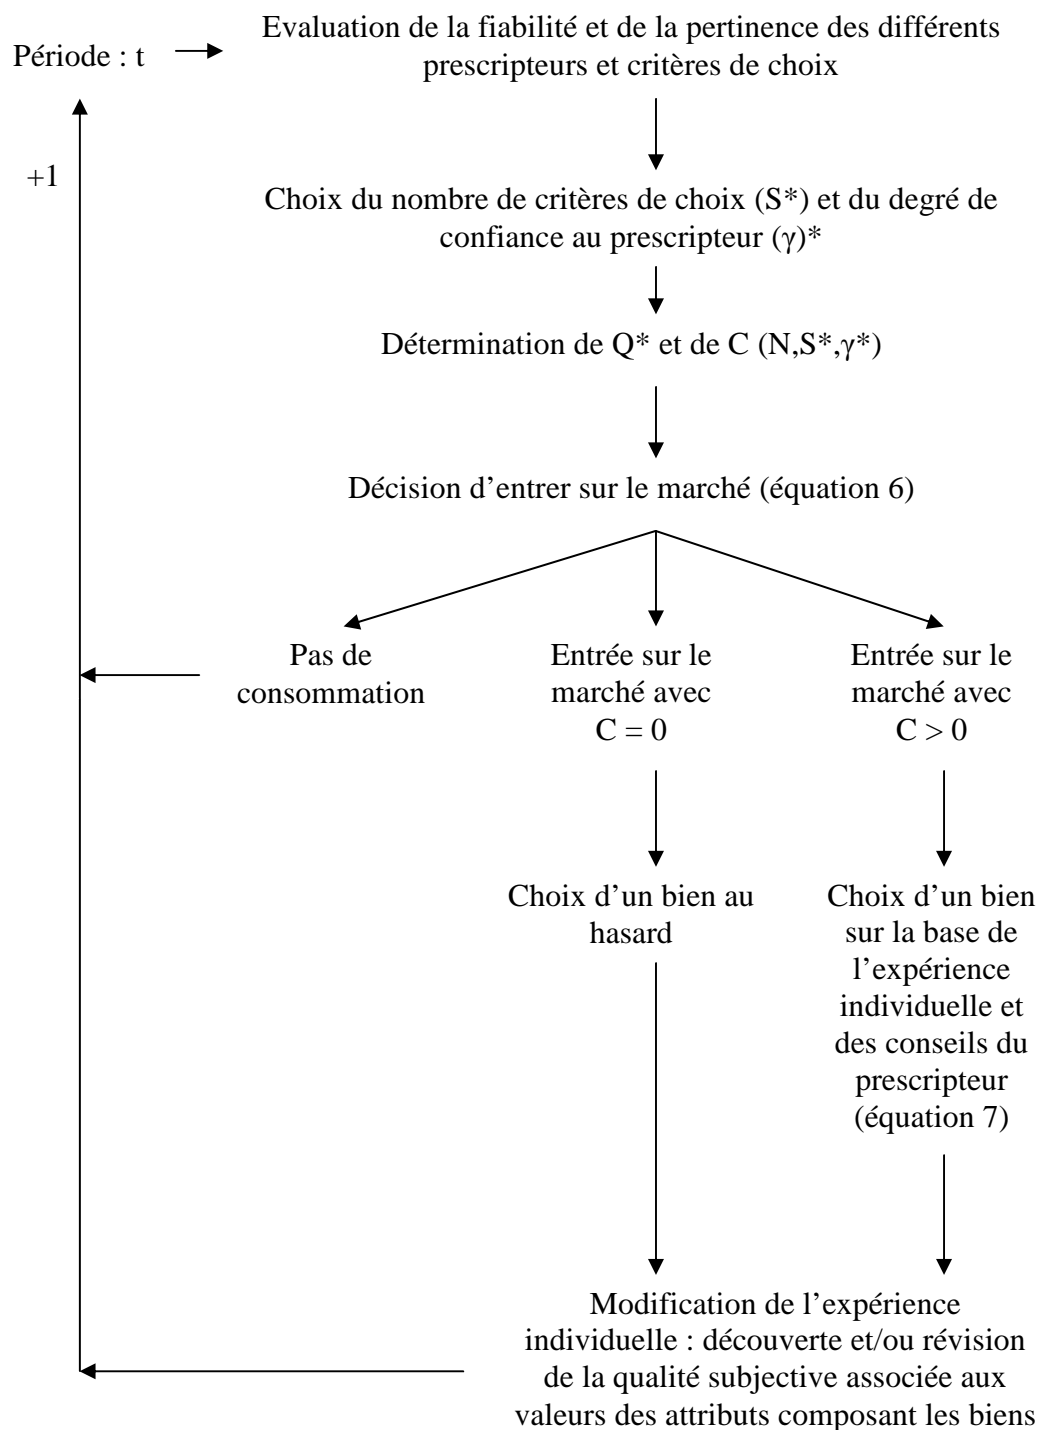 Période : t
Evaluation de la fiabilité et de la pertinence des différents
prescripteurs et critères de choix
+1
Choix du nombre de critères de choix (S*) et du degré de
confiance au prescripteur (γ)*
Détermination de Q* et de C (N,S*,γ*)
Décision d’entrer sur le marché (équation 6)
Pas de
consommation
Entrée sur le
marché avec
C = 0
Entrée sur le
marché avec
C > 0
Choix d’un bien au
hasard
Choix d’un bien
sur la base de
l’expérience
individuelle et
des conseils du
prescripteur
(équation 7)
Modification de l’expérience
individuelle : découverte et/ou révision
de la qualité subjective associée aux
valeurs des attributs composant les biens